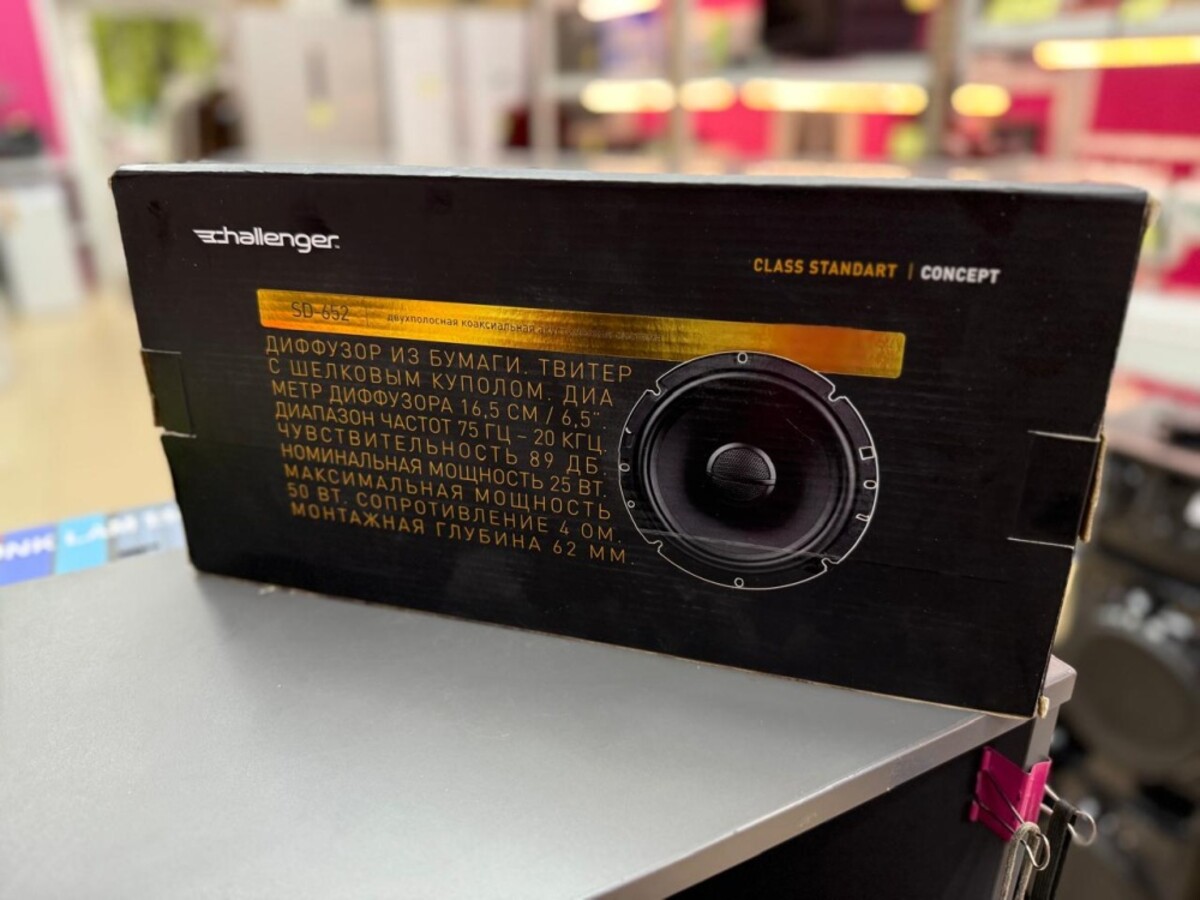 challenger
CLASS STANDART | CONCEPT
SD-652 двухполосная коаксиальная
ДИФФУЗОР ИЗ БУМАГИ. ТВИТЕР
С ШЕЛКОВЫМ КУПОЛОМ. ДИА
МЕТР ДИФФУЗОРА 16,5 СМ / 6,5".
ДИАПАЗОН ЧАСТОТ 75 ГЦ – 20 КГЦ.
ЧУВСТВИТЕЛЬНОСТЬ 89 ДБ.
НОМИНАЛЬНАЯ МОЩНОСТЬ 25 ВТ.
МАКСИМАЛЬНАЯ МОЩНОСТЬ
50 ВТ. СОПРОТИВЛЕНИЕ 4 ОМ.
МОНТАЖНАЯ ГЛУБИНА 62 ММ